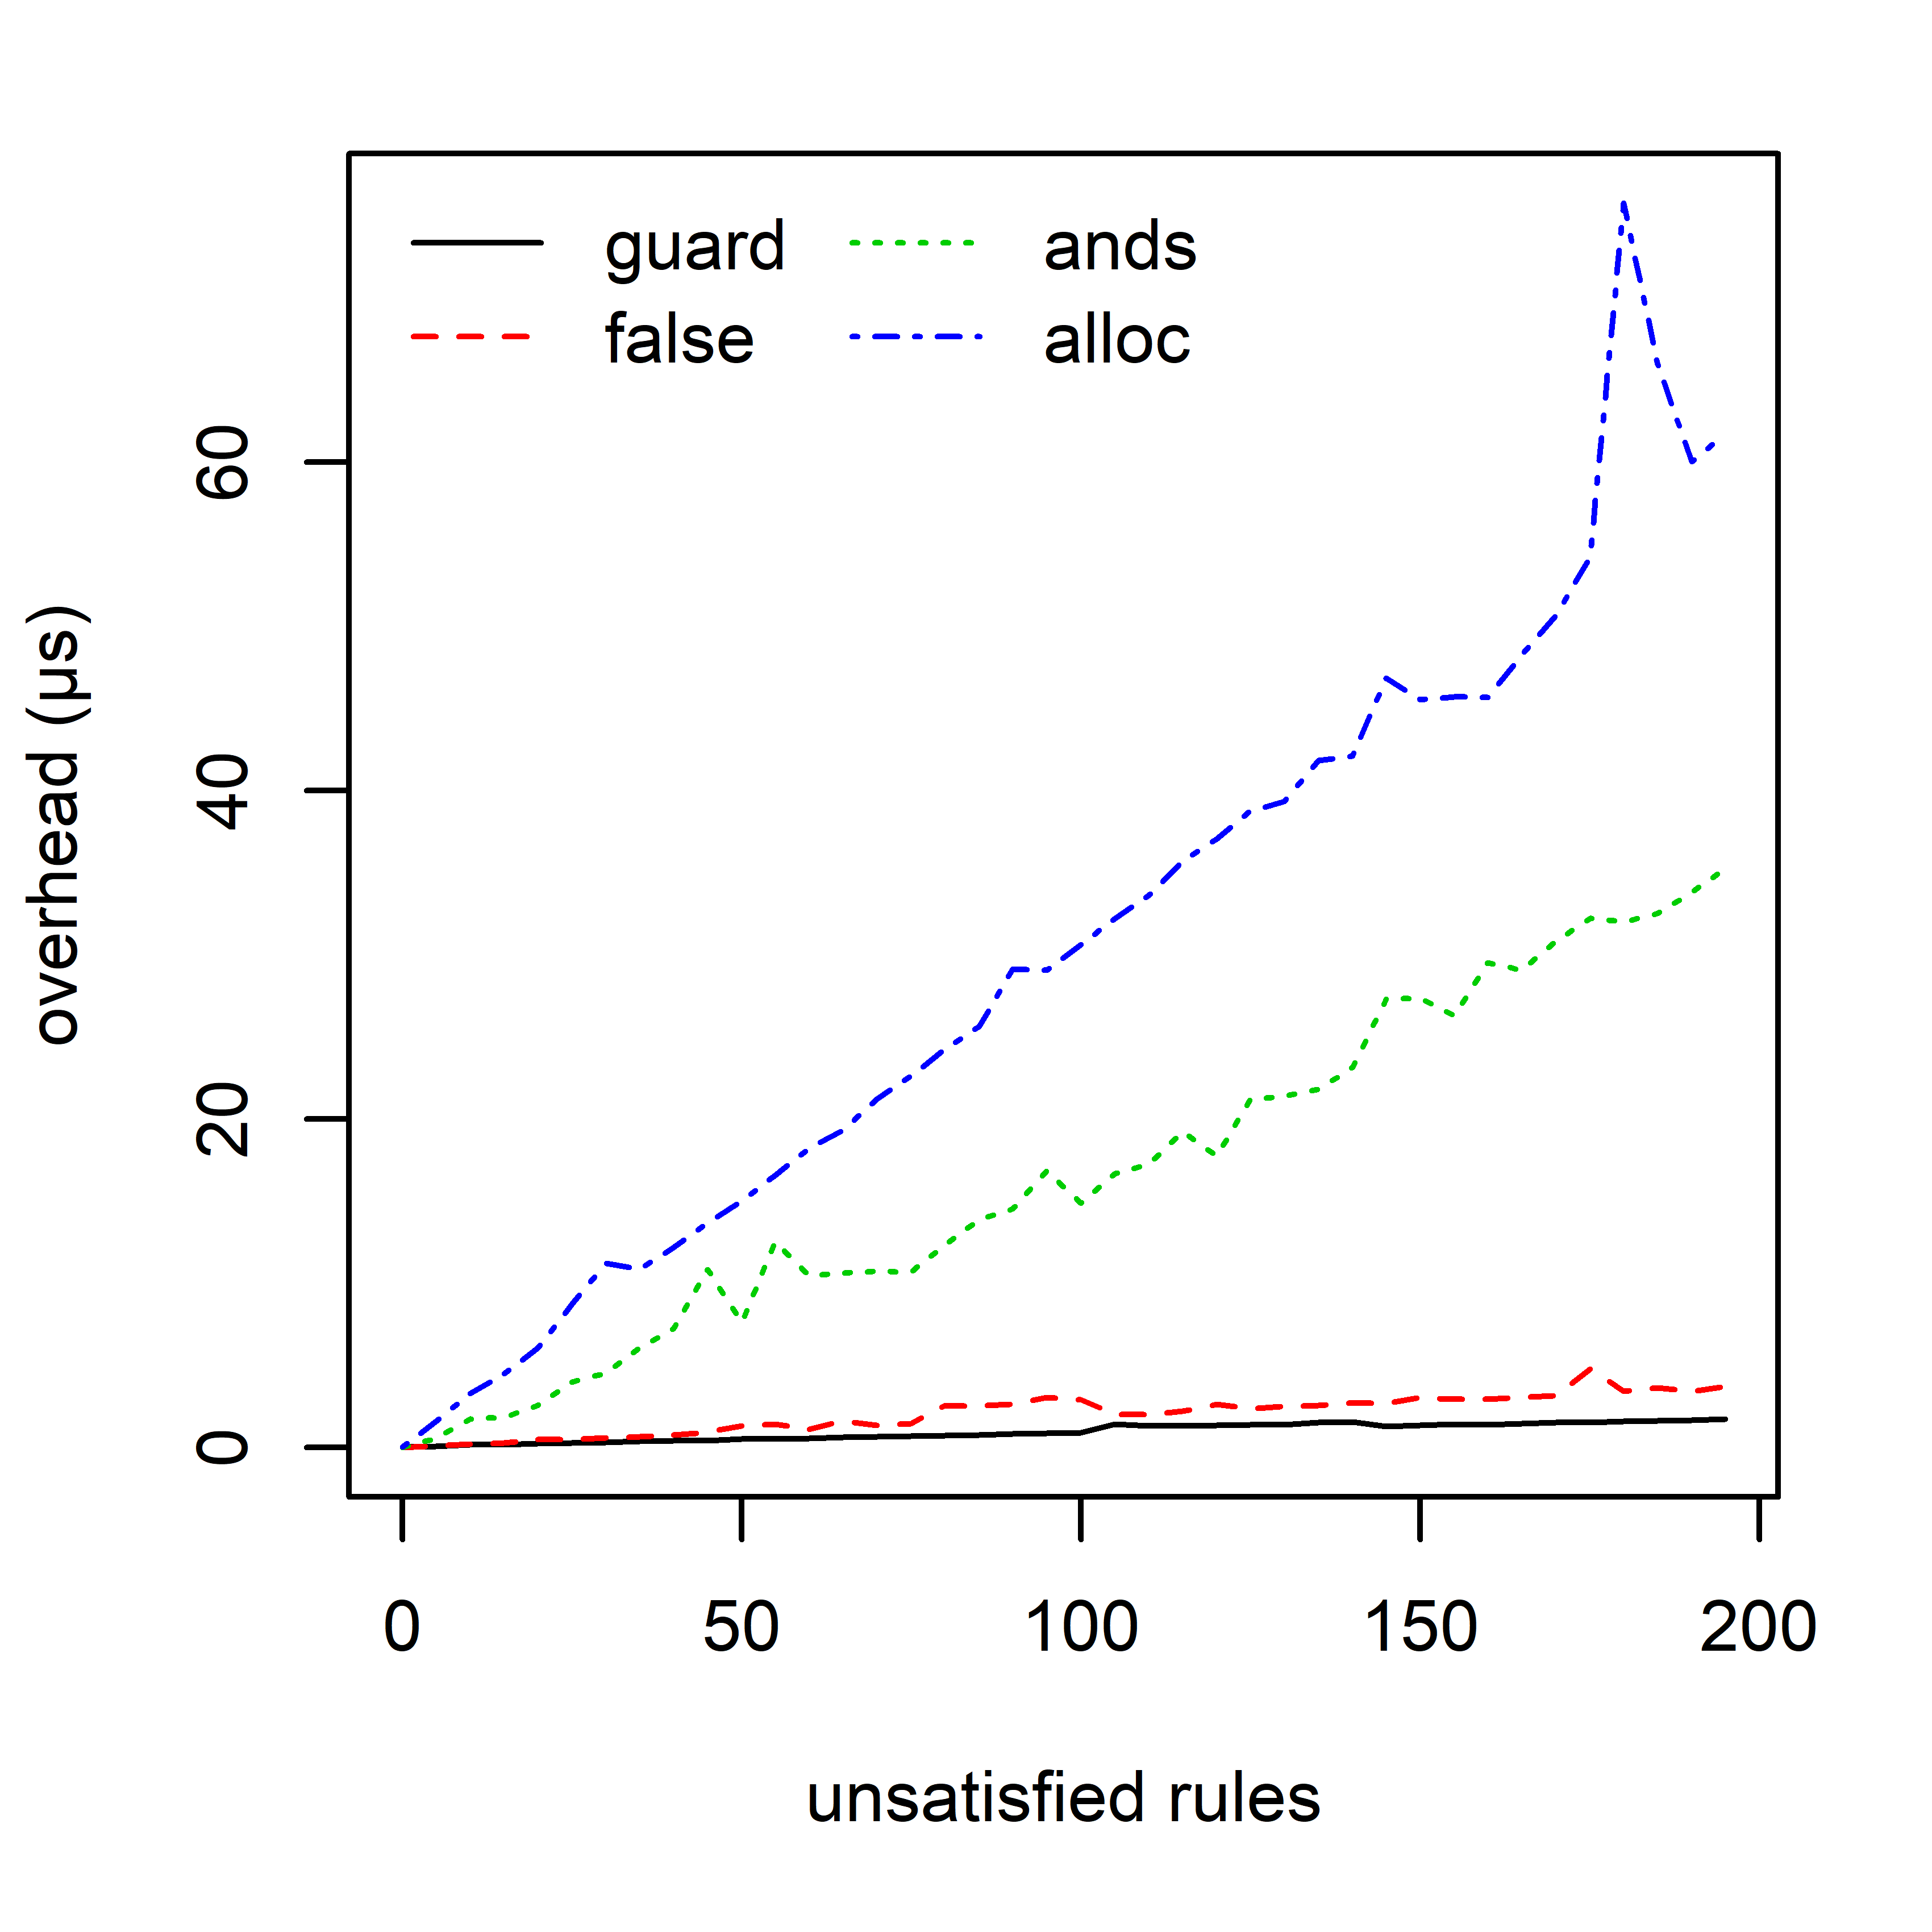 guard
ands
false
alloc
60
40
20
0
overhead (µs)
0 50 100 150 200
unsatisfied rules